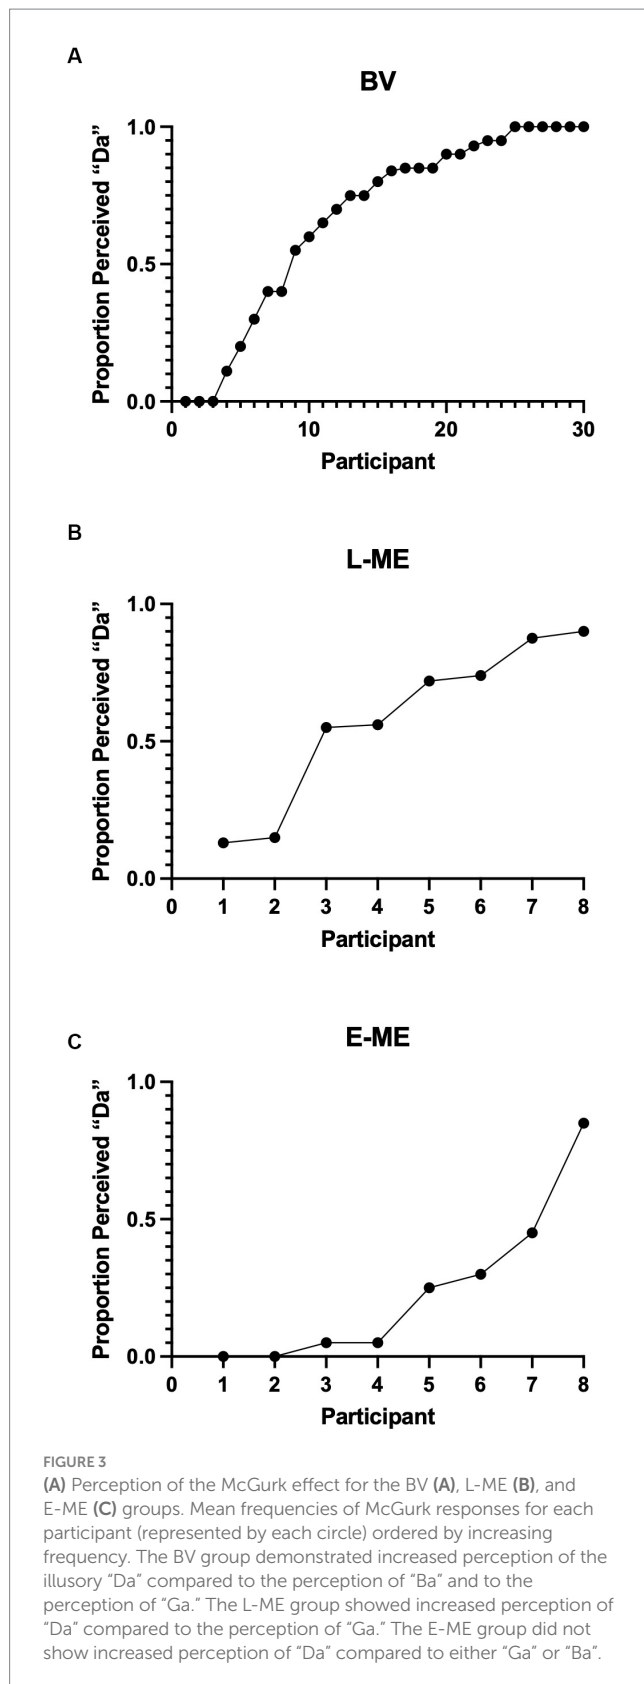 A
BV
Proportion Perceived “Da”
1.0
0.5
0.0
0 10 20 30
Participant
B
L-ME
Proportion Perceived “Da”
1.0
0.5
0.0
0 1 2 3 4 5 6 7 8
Participant
C
E-ME
Proportion Perceived “Da”
1.0
0.5
0.0
0 1 2 3 4 5 6 7 8
Participant
FIGURE 3
(A) Perception of the McGurk effect for the BV (A), L-ME (B), and
E-ME (C) groups. Mean frequencies of McGurk responses for each
participant (represented by each circle) ordered by increasing
frequency. The BV group demonstrated increased perception of the
illusory “Da” compared to the perception of “Ba” and to the
perception of “Ga.” The L-ME group showed increased perception of
“Da” compared to the perception of “Ga.” The E-ME group did not
show increased perception of “Da” compared to either “Ga” or “Ba”.